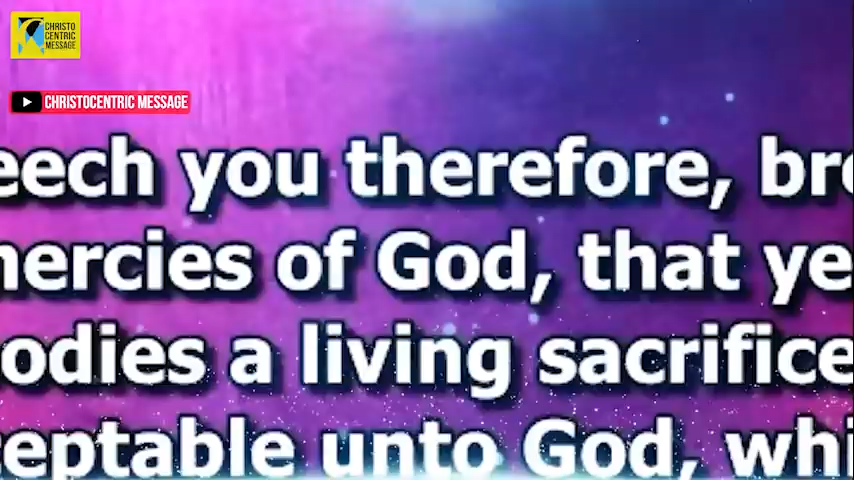 CHRISTO
CENTRIC
MESSAGE
CHRISTOCENTRIC MESSAGE
eech you therefore, bre
ercies of God, that ye
odies a living sacrifice
eptable unto God, whi